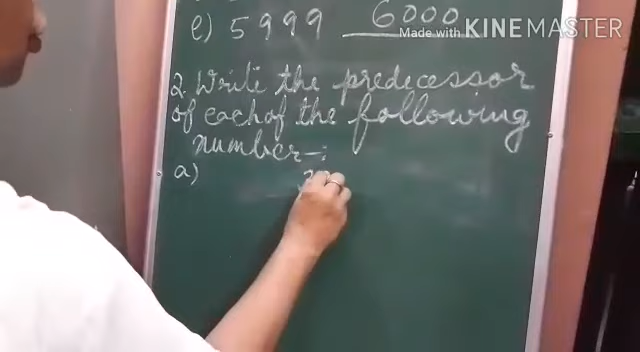 e) 5999 6000
Made with KINEMASTER
2. Write the predecessor
of each of the following
number-:
a)